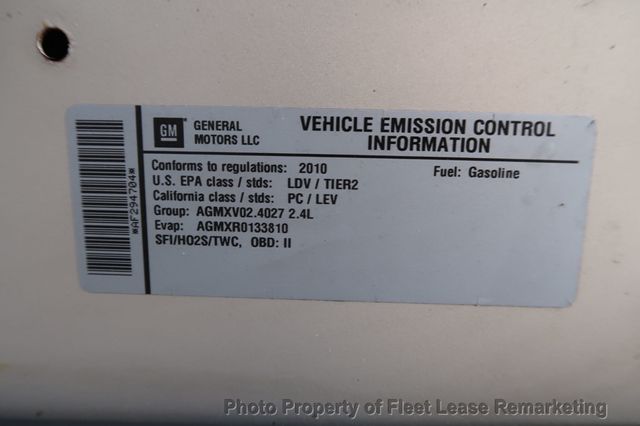 *AF294704*
GM
GENERAL MOTORS LLC
VEHICLE EMISSION CONTROL INFORMATION
Conforms to regulations: 2010
Fuel: Gasoline
U.S. EPA class / stds: LDV / TIER2
California class / stds: PC / LEV
Group: AGMXV02.4027 2.4L
Evap: AGMXR0133810
SFI/HO2S/TWC, OBD: II
Photo Property of Fleet Lease Remarketing